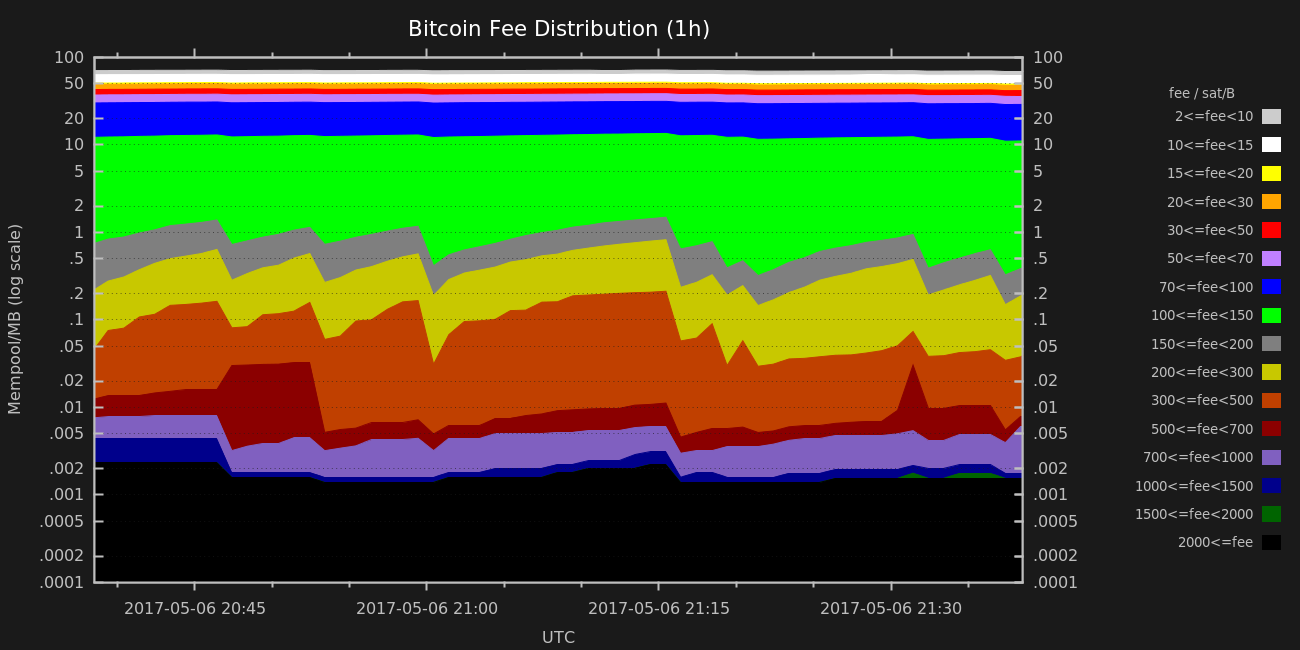 Bitcoin Fee Distribution (1h)
Mempool/MB (log scale)
100
50
20
10
5
2
1
.5
.2
.1
.05
.02
.01
.005
.002
.001
.0005
.0002
.0001
100
50
20
10
5
2
1
.5
.2
.1
.05
.02
.01
.005
.002
.001
.0005
.0002
.0001
2017-05-06 20:45
2017-05-06 21:00
2017-05-06 21:15
2017-05-06 21:30
UTC
fee / sat/B
2<=fee<10
10<=fee<15
15<=fee<20
20<=fee<30
30<=fee<50
50<=fee<70
70<=fee<100
100<=fee<150
150<=fee<200
200<=fee<300
300<=fee<500
500<=fee<700
700<=fee<1000
1000<=fee<1500
1500<=fee<2000
2000<=fee